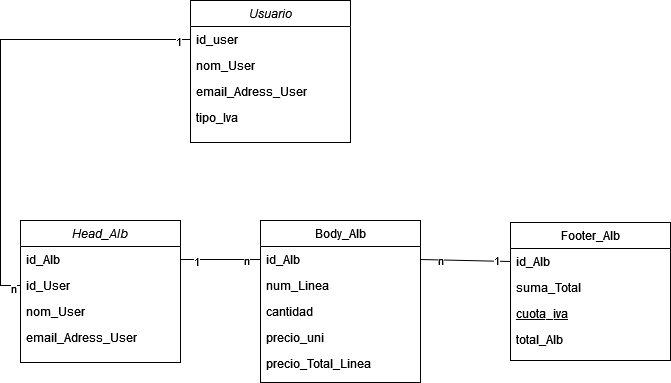 Usuario
id_user
nom_User
email_Adress_User
tipo_Iva
1
n
Head_Alb
id_Alb
id_User
nom_User
email_Adress_User
1
n
Body_Alb
id_Alb
num_Linea
cantidad
precio_uni
precio_Total_Linea
n
1
Footer_Alb
id_Alb
suma_Total
cuota_iva
total_Alb